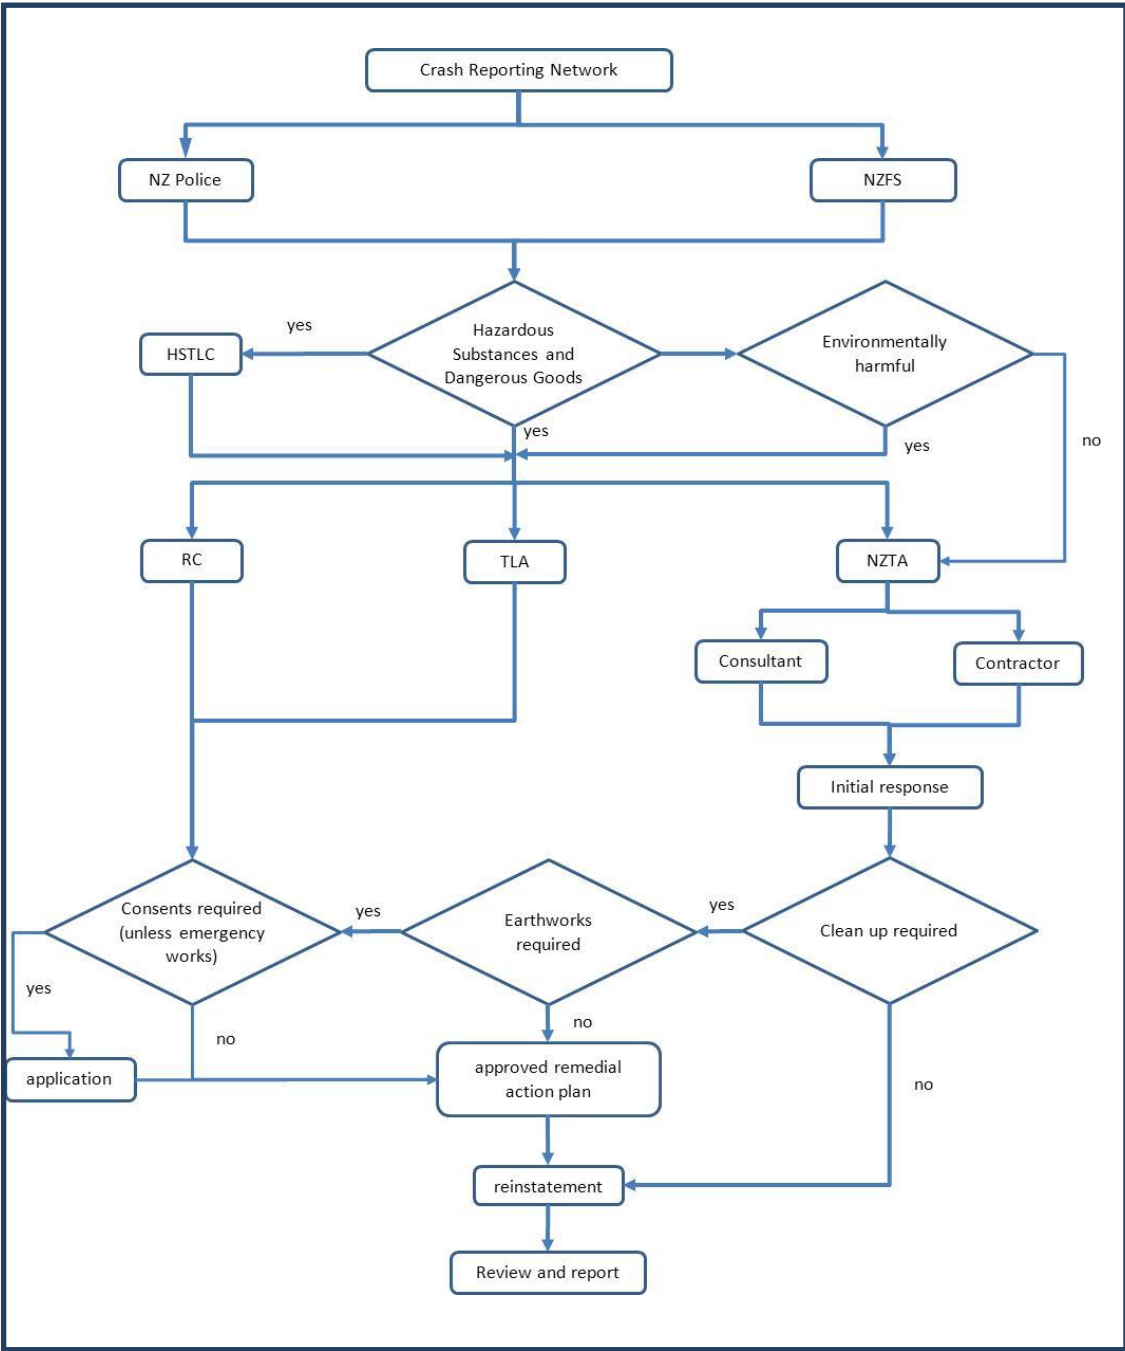 Crash Reporting Network
NZ Police
NZFS
yes
Hazardous
Substances and
Dangerous Goods
Environmentally
harmful
HSTLC
yes
yes
no
RC
TLA
NZTA
Consultant
Contractor
Initial response
Consents required
(unless emergency
works)
yes
Earthworks
required
yes
Clean up required
yes
no
no
application
approved remedial
action plan
no
reinstatement
Review and report